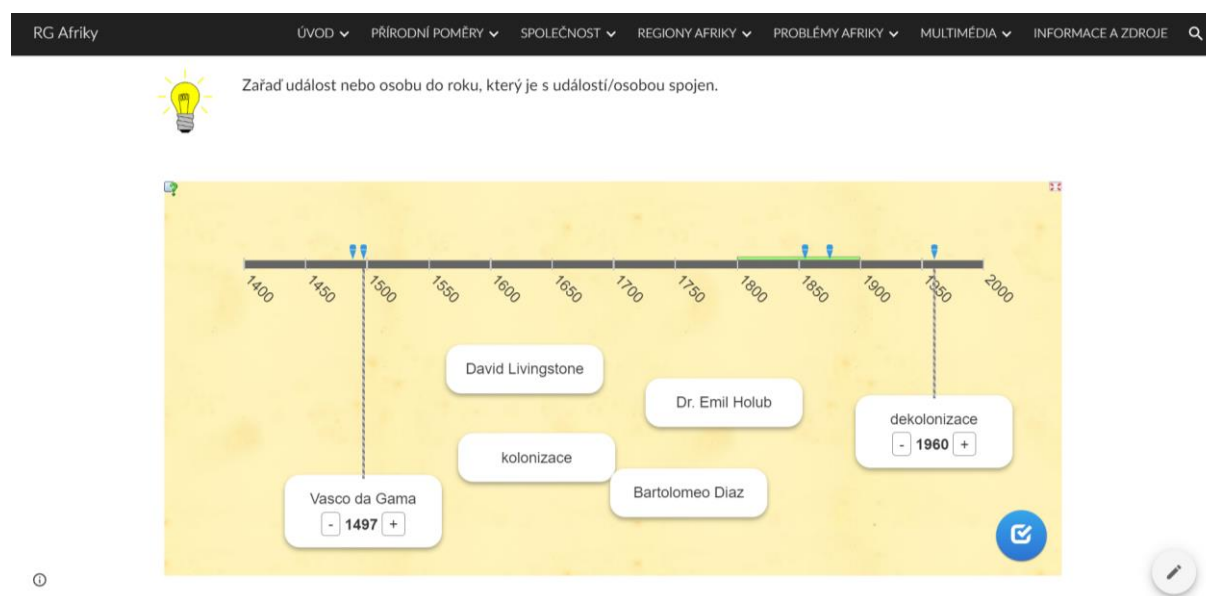 RG Afriky
ÚVOD PŘÍRODNÍ POMĚRY SPOLEČNOST REGIONY AFRIKY PROBLÉMY AFRIKY MULTIMÉDIA INFORMACE A ZDROJE
Zařaď událost nebo osobu do roku, který je s událostí/osobou spojen.
1400 1450 1500 1550 1600 1650 1700 1750 1800 1850 1900 1950 2000
David Livingstone
Dr. Emil Holub
dekolonizace
- 1960 +
kolonizace
Bartolomeo Diaz
Vasco da Gama
- 1497 +